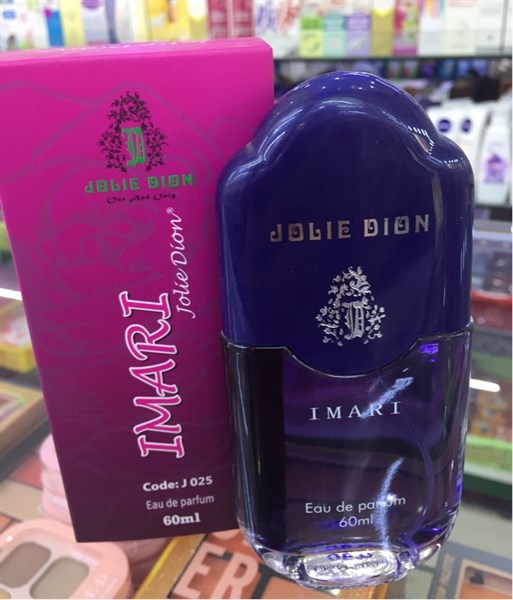 JOLIE DION
One And Only
IMARI
Jolie Dion®
Code: J 025
Eau de parfum
60ml
JOLIE DION
IMARI
Eau de parfum
60ml
ER